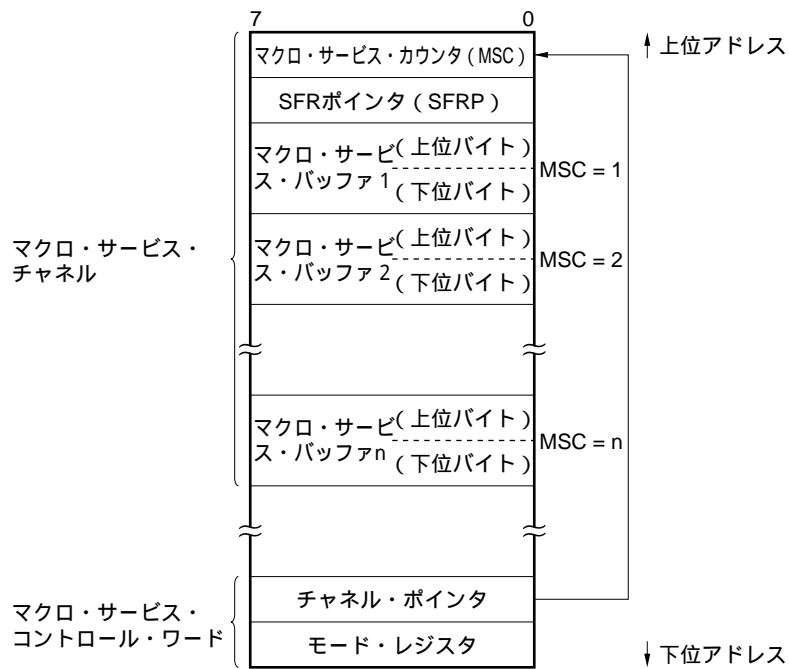 7 0
マクロ・サービス・カウンタ(MSC)
↑上位アドレス
SFRポインタ(SFRP)
マクロ・サービ(上位バイト)
ス・バッファ1(下位バイト)
MSC = 1
マクロ・サービ(上位バイト)
ス・バッファ2(下位バイト)
MSC = 2
マクロ・サービス・
チャネル
マクロ・サービ(上位バイト)
ス・バッファn(下位バイト)
MSC = n
チャネル・ポインタ
マクロ・サービス・
コントロール・ワード
モード・レジスタ
↓下位アドレス